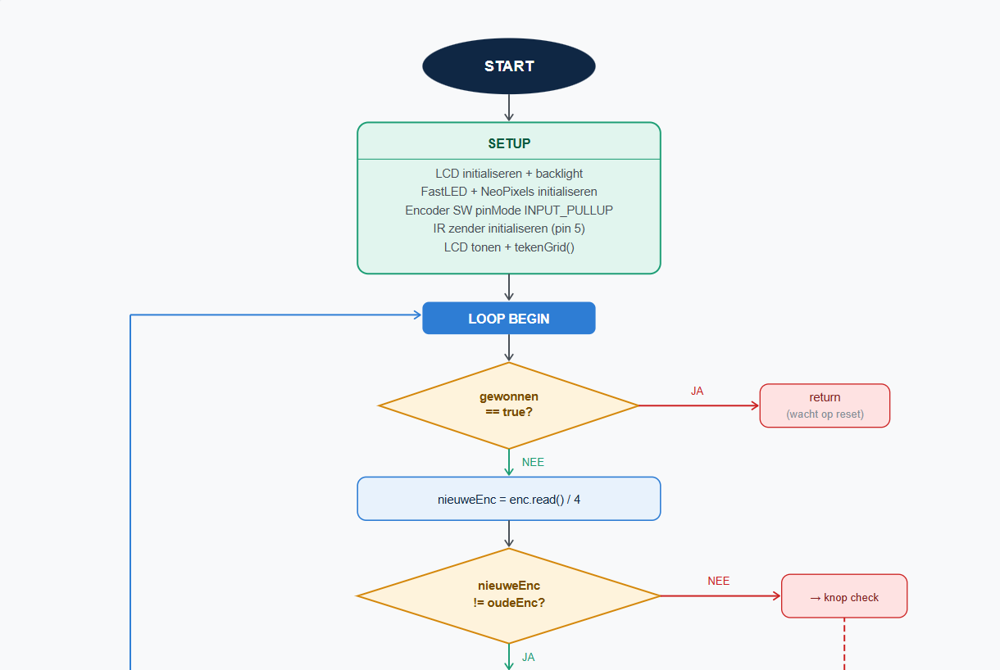 START
SETUP
LCD initialiseren + backlight
FastLED + NeoPixels initialiseren
Encoder SW pinMode INPUT_PULLUP
IR zender initialiseren (pin 5)
LCD tonen + tekenGrid()
LOOP BEGIN
gewonnen
== true?
JA
return
(wacht op reset)
NEE
nieuweEnc = enc.read() / 4
nieuweEnc
!= oudeEnc?
NEE
→ knop check
JA